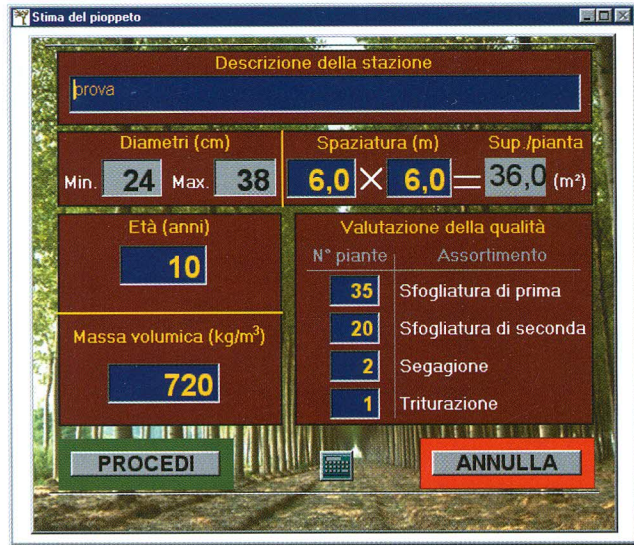 Stima del pioppeto
Descrizione della stazione
prova
Diametri (cm)
Min. 24 Max. 38
Spaziatura (m) Sup./pianta
6,0 × 6,0 = 36,0 (m²)
Età (anni)
10
Massa volumica (kg/m³)
720
Valutazione della qualità
N° piante Assortimento
35 Sfogliatura di prima
20 Sfogliatura di seconda
2 Segagione
1 Triturazione
PROCEDI
ANNULLA